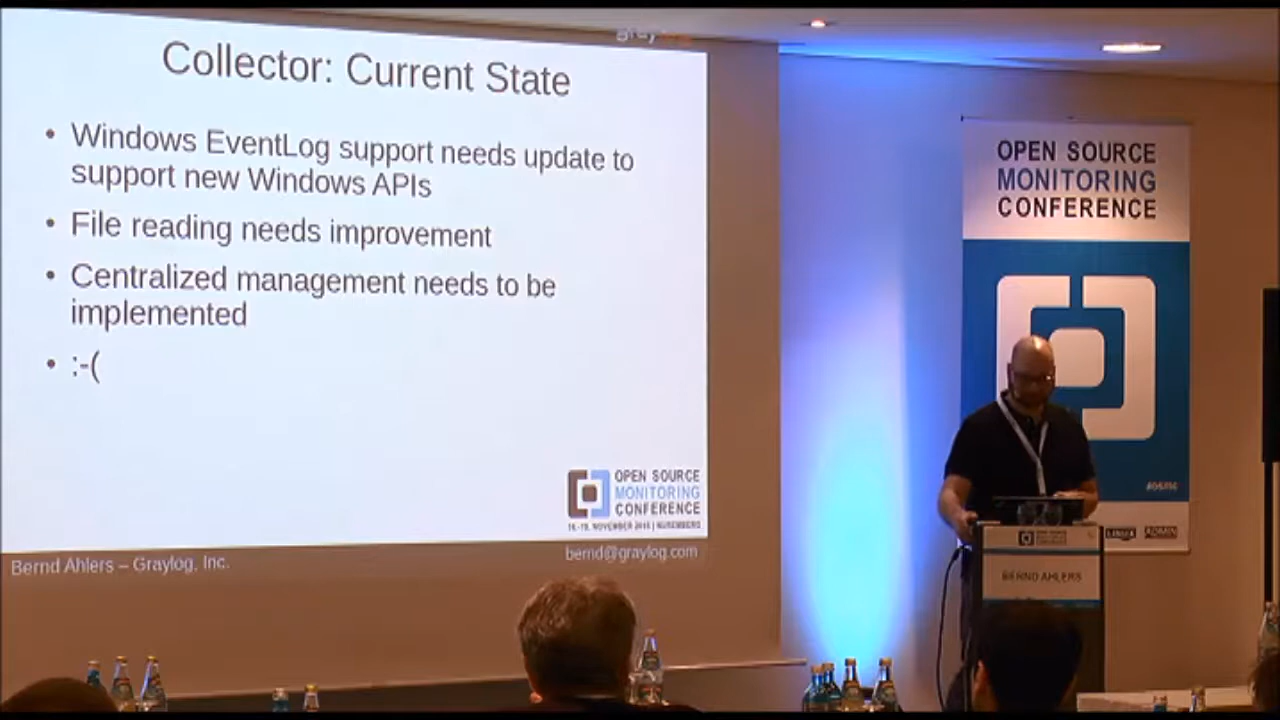 Collector: Current State
• Windows EventLog support needs update to
support new Windows APIs
• File reading needs improvement
• Centralized management needs to be
implemented
• :-(
OPEN SOURCE
MONITORING
CONFERENCE
Bernd Ahlers – Graylog, Inc.
bernd@graylog.com
OPEN SOURCE
MONITORING
CONFERENCE
BERND AHLERS